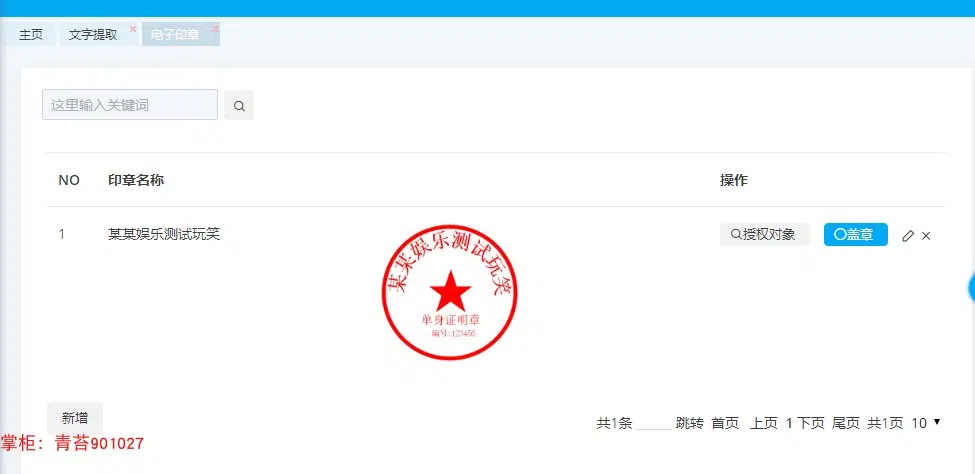 主页 文字提取 电子印章
这里输入关键词
NO 印章名称 操作
1 某某娱乐测试玩笑 授权对象 盖章
某某娱乐测试玩笑
单身证明章
编号:123456
新增
共1条 跳转 首页 上页 1 下页 尾页 共1页 10
掌柜：青苔901027